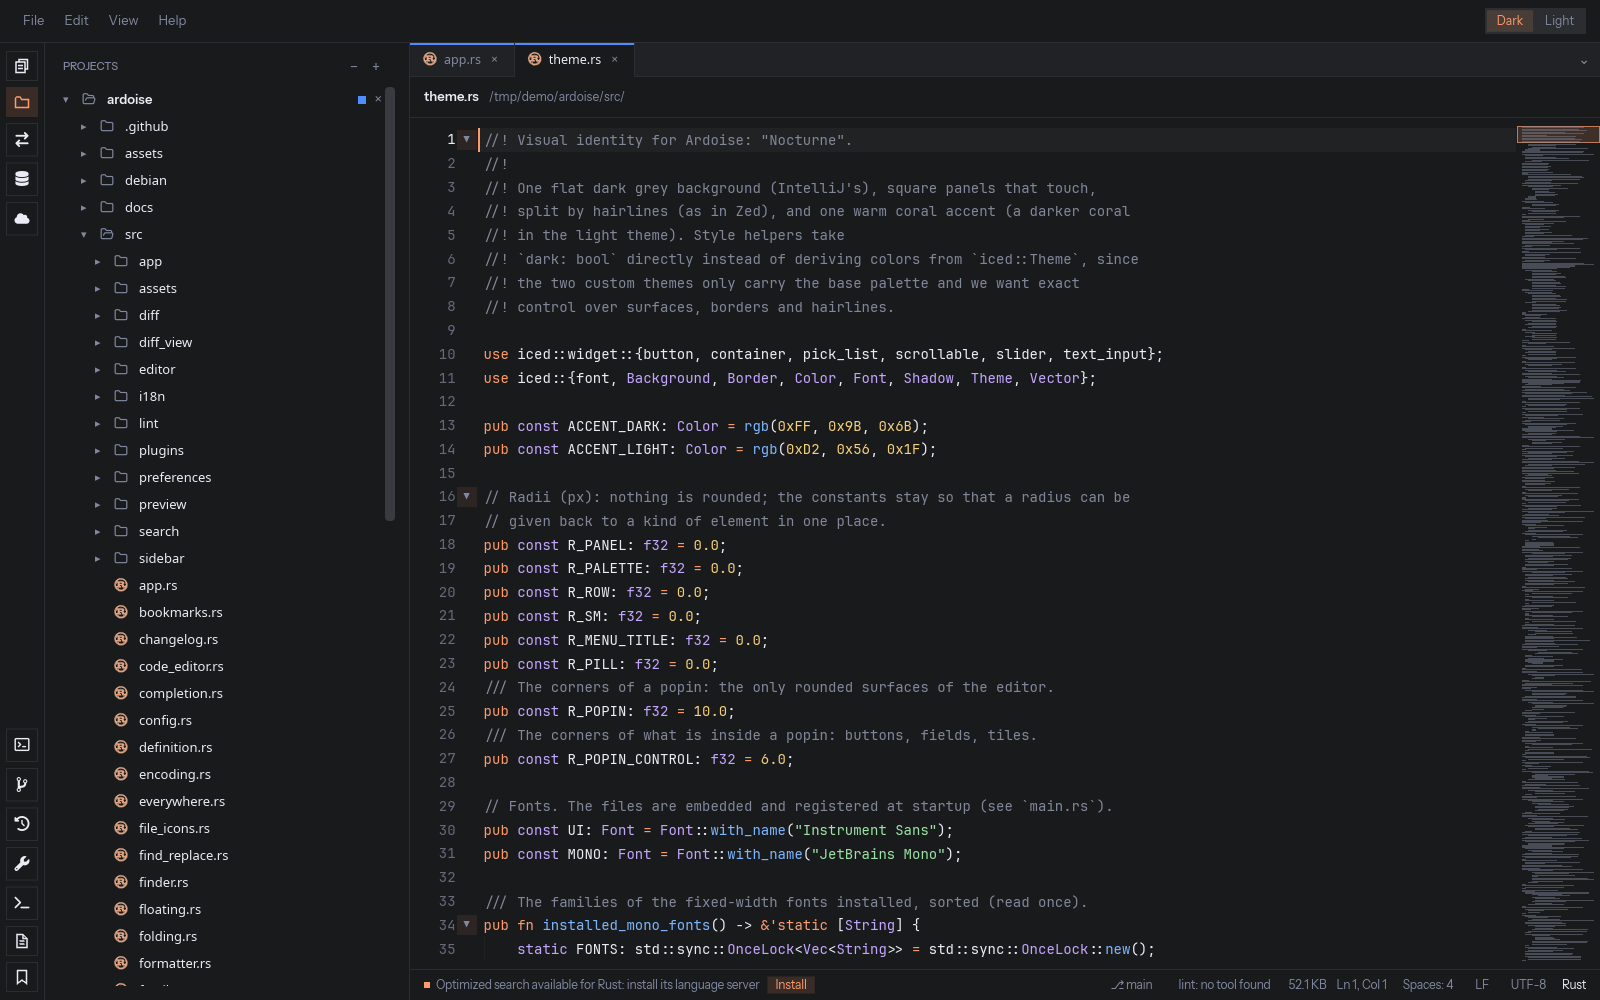 File Edit View Help
Dark Light
PROJECTS − +
ardoise ×
.github
assets
debian
docs
src
app
assets
diff
diff_view
editor
i18n
lint
plugins
preferences
preview
search
sidebar
app.rs
bookmarks.rs
changelog.rs
code_editor.rs
completion.rs
config.rs
definition.rs
encoding.rs
everywhere.rs
file_icons.rs
find_replace.rs
finder.rs
floating.rs
folding.rs
formatter.rs
app.rs × theme.rs ×
theme.rs /tmp/demo/ardoise/src/
1 //! Visual identity for Ardoise: "Nocturne".
2 //!
3 //! One flat dark grey background (IntelliJ's), square panels that touch,
4 //! split by hairlines (as in Zed), and one warm coral accent (a darker coral
5 //! in the light theme). Style helpers take
6 //! `dark: bool` directly instead of deriving colors from `iced::Theme`, since
7 //! the two custom themes only carry the base palette and we want exact
8 //! control over surfaces, borders and hairlines.
9
10 use iced::widget::{button, container, pick_list, scrollable, slider, text_input};
11 use iced::{font, Background, Border, Color, Font, Shadow, Theme, Vector};
12
13 pub const ACCENT_DARK: Color = rgb(0xFF, 0x9B, 0x6B);
14 pub const ACCENT_LIGHT: Color = rgb(0xD2, 0x56, 0x1F);
15
16 // Radii (px): nothing is rounded; the constants stay so that a radius can be
17 // given back to a kind of element in one place.
18 pub const R_PANEL: f32 = 0.0;
19 pub const R_PALETTE: f32 = 0.0;
20 pub const R_ROW: f32 = 0.0;
21 pub const R_SM: f32 = 0.0;
22 pub const R_MENU_TITLE: f32 = 0.0;
23 pub const R_PILL: f32 = 0.0;
24 /// The corners of a popin: the only rounded surfaces of the editor.
25 pub const R_POPIN: f32 = 10.0;
26 /// The corners of what is inside a popin: buttons, fields, tiles.
27 pub const R_POPIN_CONTROL: f32 = 6.0;
28
29 // Fonts. The files are embedded and registered at startup (see `main.rs`).
30 pub const UI: Font = Font::with_name("Instrument Sans");
31 pub const MONO: Font = Font::with_name("JetBrains Mono");
32
33 /// The families of the fixed-width fonts installed, sorted (read once).
34 pub fn installed_mono_fonts() -> &'static [String] {
35 static FONTS: std::sync::OnceLock<Vec<String>> = std::sync::OnceLock::new();
Optimized search available for Rust: install its language server Install main lint: no tool found 52.1 KB Ln 1, Col 1 Spaces: 4 LF UTF-8 Rust